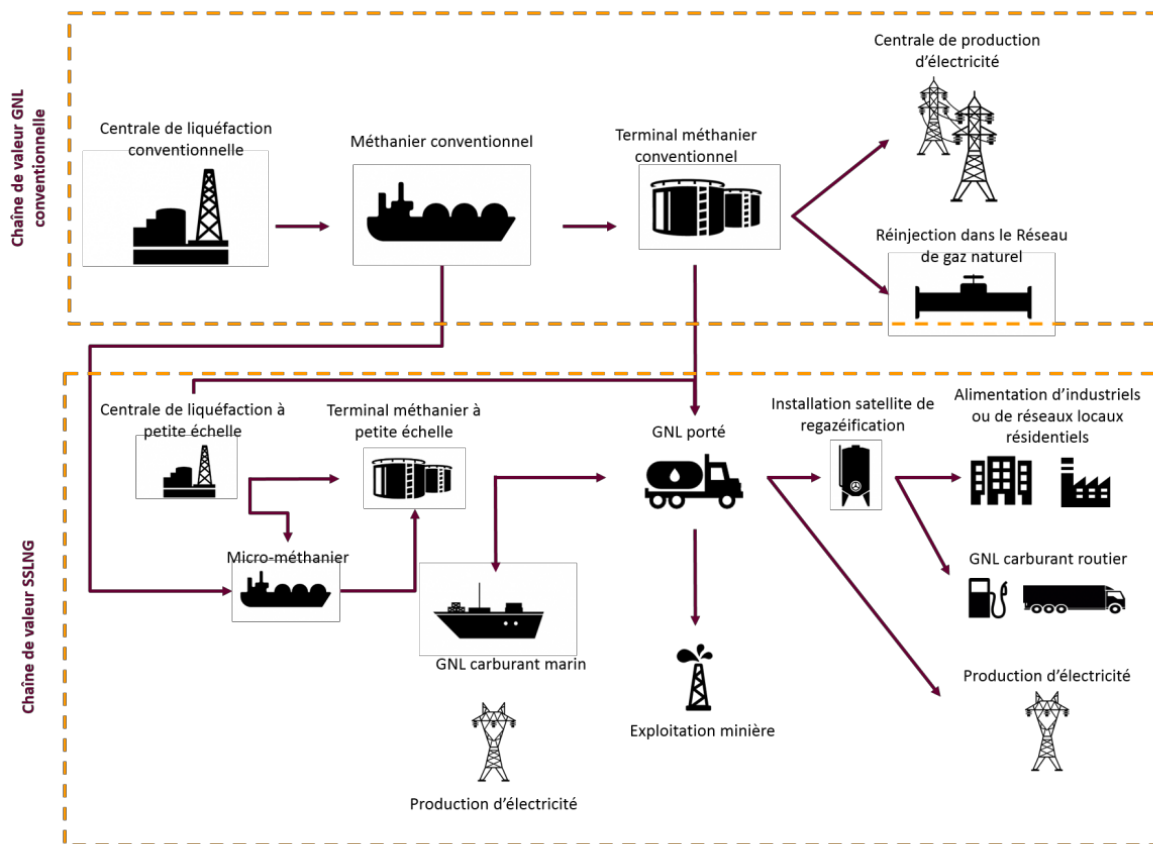 Chaîne de valeur GNL
conventionnelle
Centrale de liquéfaction
conventionnelle
Méthanier conventionnel
Terminal méthanier
conventionnel
Centrale de production
d'électricité
Réinjection dans le Réseau
de gaz naturel
Chaîne de valeur SSLNG
Centrale de liquéfaction à
petite échelle
Terminal méthanier à
petite échelle
GNL porté
Installation satellite de
regazéification
Alimentation d'industriels
ou de réseaux locaux
résidentiels
Micro-méthanier
GNL carburant routier
GNL carburant marin
Exploitation minière
Production d'électricité
Production d'électricité